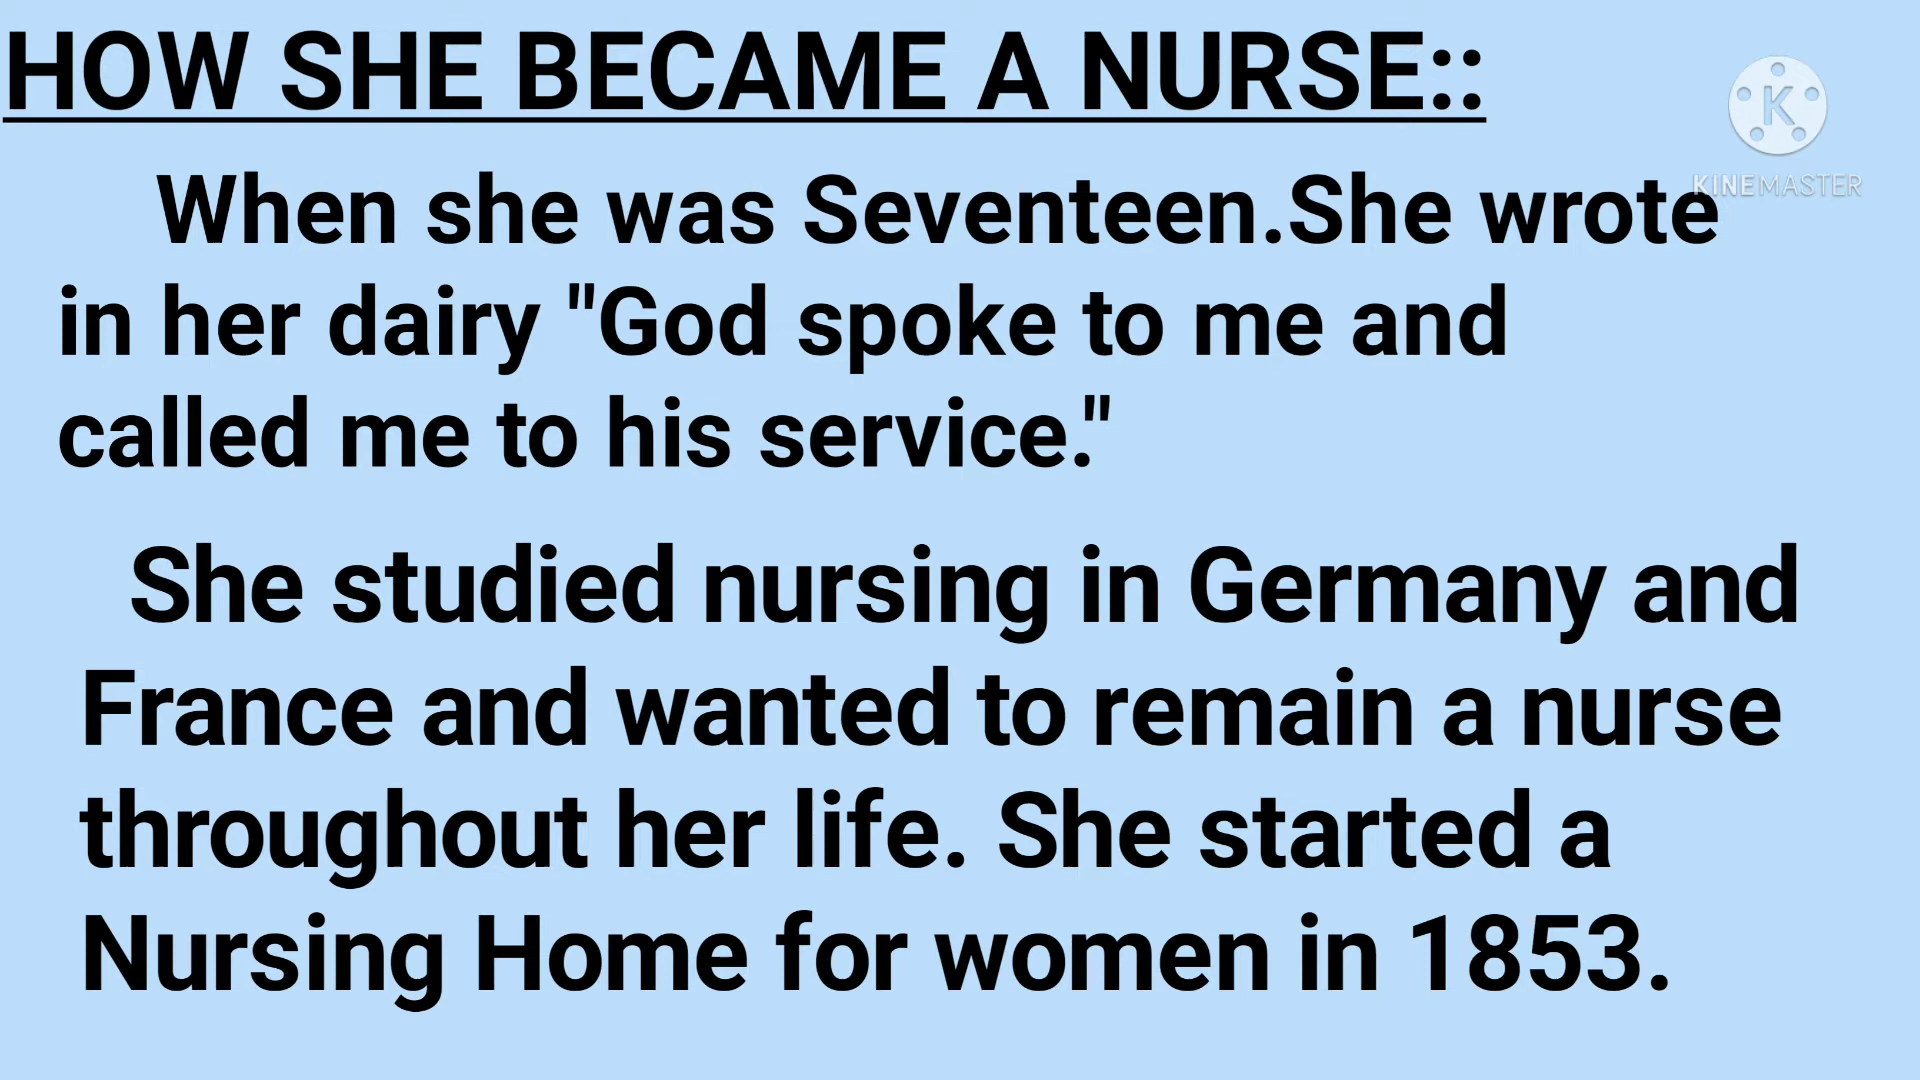 HOW SHE BECAME A NURSE::
K
KINEMASTER
When she was Seventeen.She wrote
in her dairy "God spoke to me and
called me to his service."
She studied nursing in Germany and
France and wanted to remain a nurse
throughout her life. She started a
Nursing Home for women in 1853.